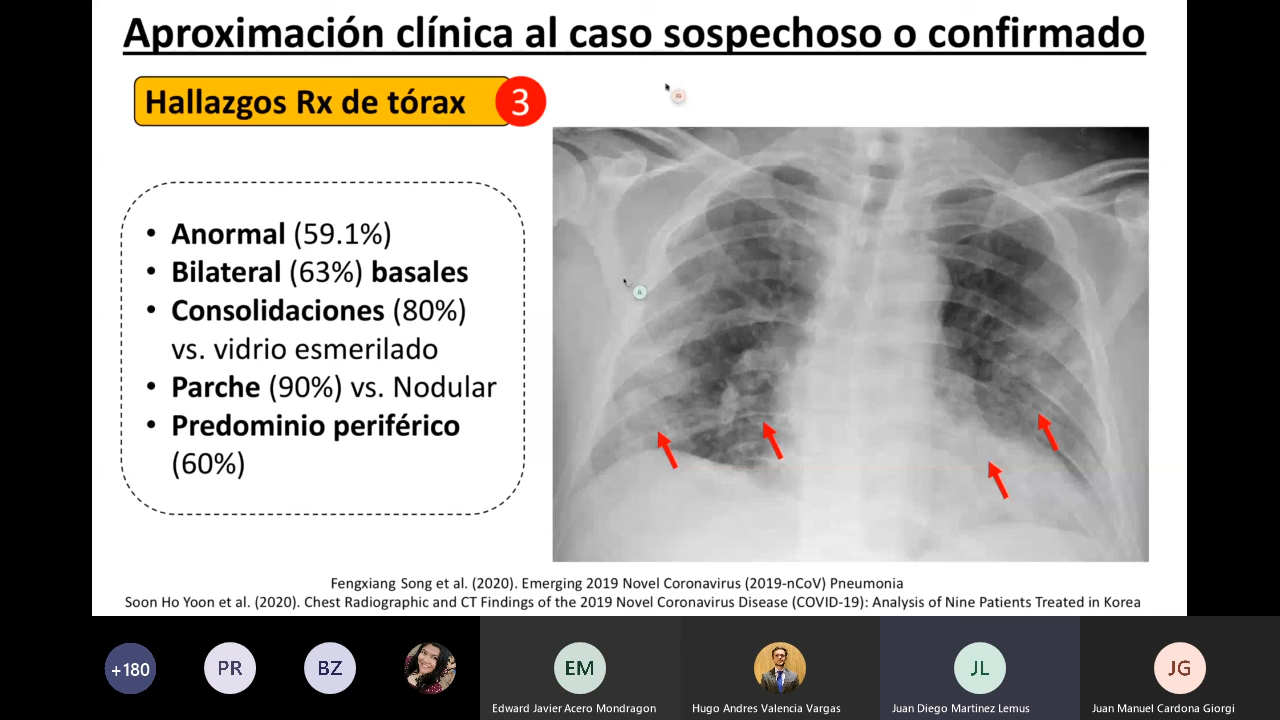 Aproximación clínica al caso sospechoso o confirmado
Hallazgos Rx de tórax 3
JG
• Anormal (59.1%)
• Bilateral (63%) basales
JL
• Consolidaciones (80%)
vs. vidrio esmerilado
• Parche (90%) vs. Nodular
• Predominio periférico
(60%)
Fengxiang Song et al. (2020). Emerging 2019 Novel Coronavirus (2019-nCoV) Pneumonia
Soon Ho Yoon et al. (2020). Chest Radiographic and CT Findings of the 2019 Novel Coronavirus Disease (COVID-19): Analysis of Nine Patients Treated in Korea
+180 PR BZ EM JL JG
Edward Javier Acero Mondragon Hugo Andres Valencia Vargas Juan Diego Martinez Lemus Juan Manuel Cardona Giorgi